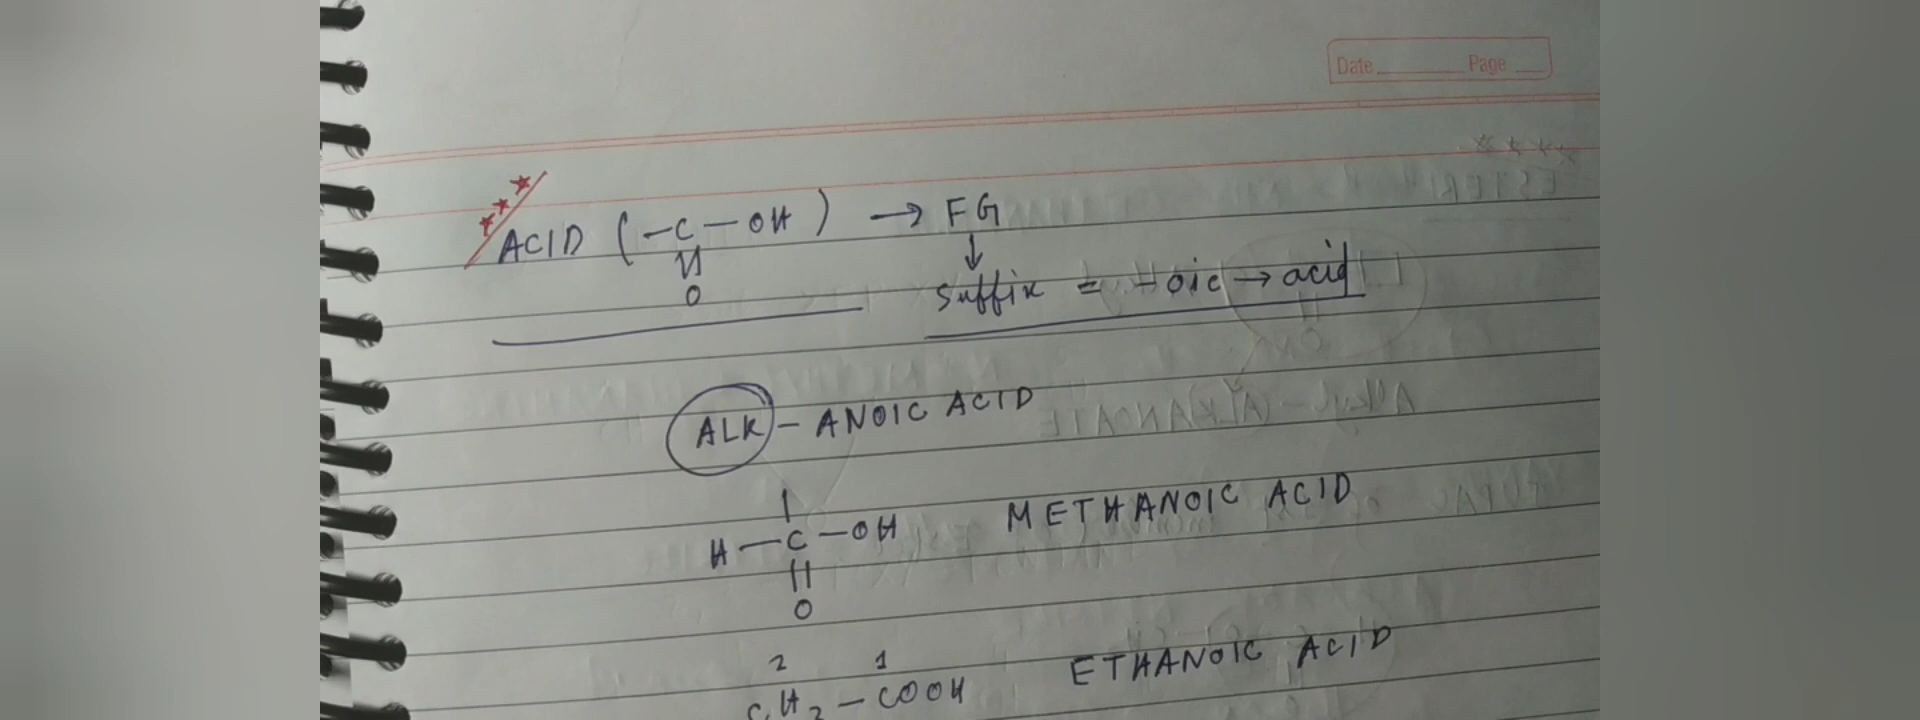 Date Page
ACID (-C-OH) → FG
||
O
↓
Suffix = -oic → acid
ALK - ANOIC ACID
1
H-C-OH METHANOIC ACID
||
O
2 1
CH3-COOH ETHANOIC ACID